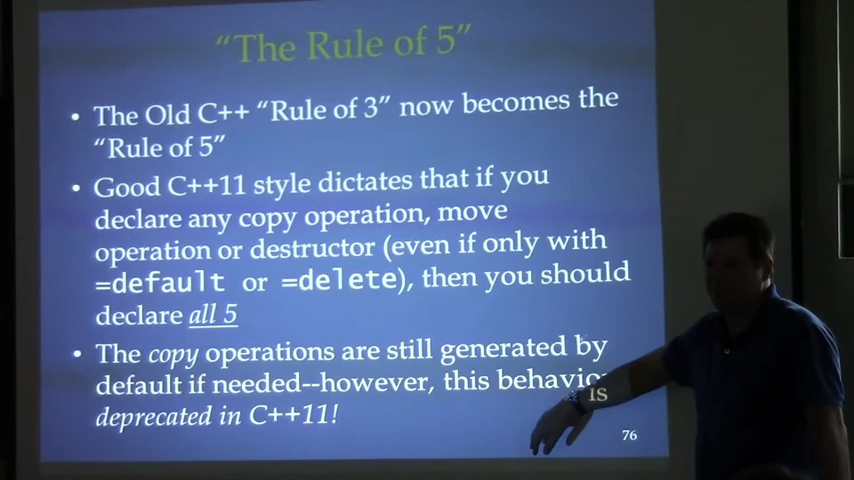 “The Rule of 5”
• The Old C++ “Rule of 3” now becomes the
“Rule of 5”
• Good C++11 style dictates that if you
declare any copy operation, move
operation or destructor (even if only with
=default or =delete), then you should
declare all 5
• The copy operations are still generated by
default if needed--however, this behavior is
deprecated in C++11!
76